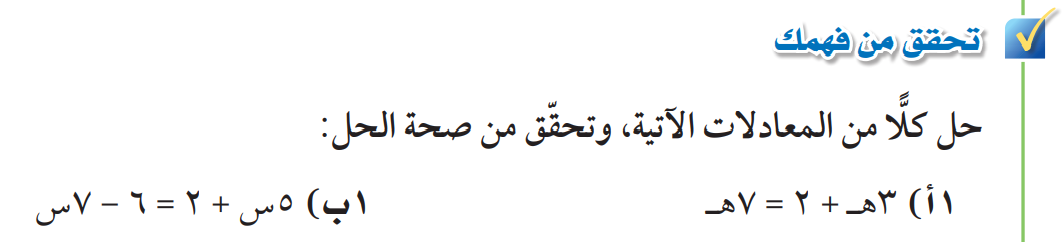 تحقق من فهمك
حل كلًّا من المعادلات الآتية، وتحقّق من صحة الحل:
١أ) ٣هـ + ٢ = ٧هـ
١ب) ٥س + ٢ = ٦ – ٧س